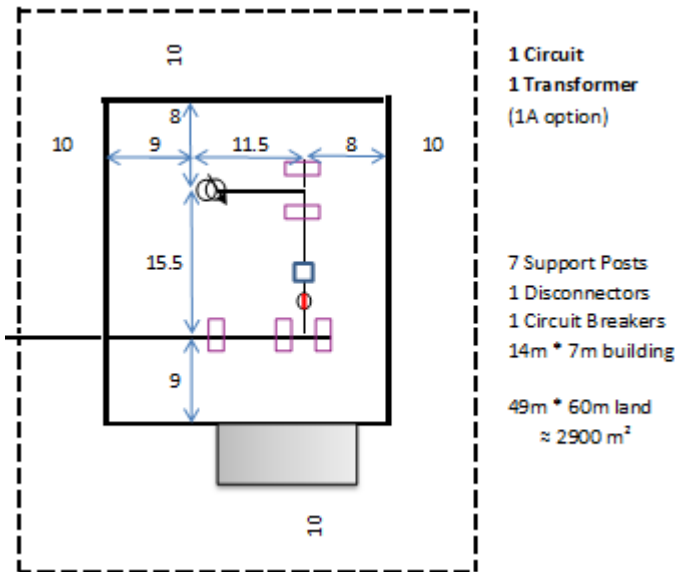 10
1 Circuit
1 Transformer
(1A option)
8
10
9
11.5
8
10
15.5
7 Support Posts
1 Disconnectors
1 Circuit Breakers
14m * 7m building
9
49m * 60m land
≈ 2900 m²
10